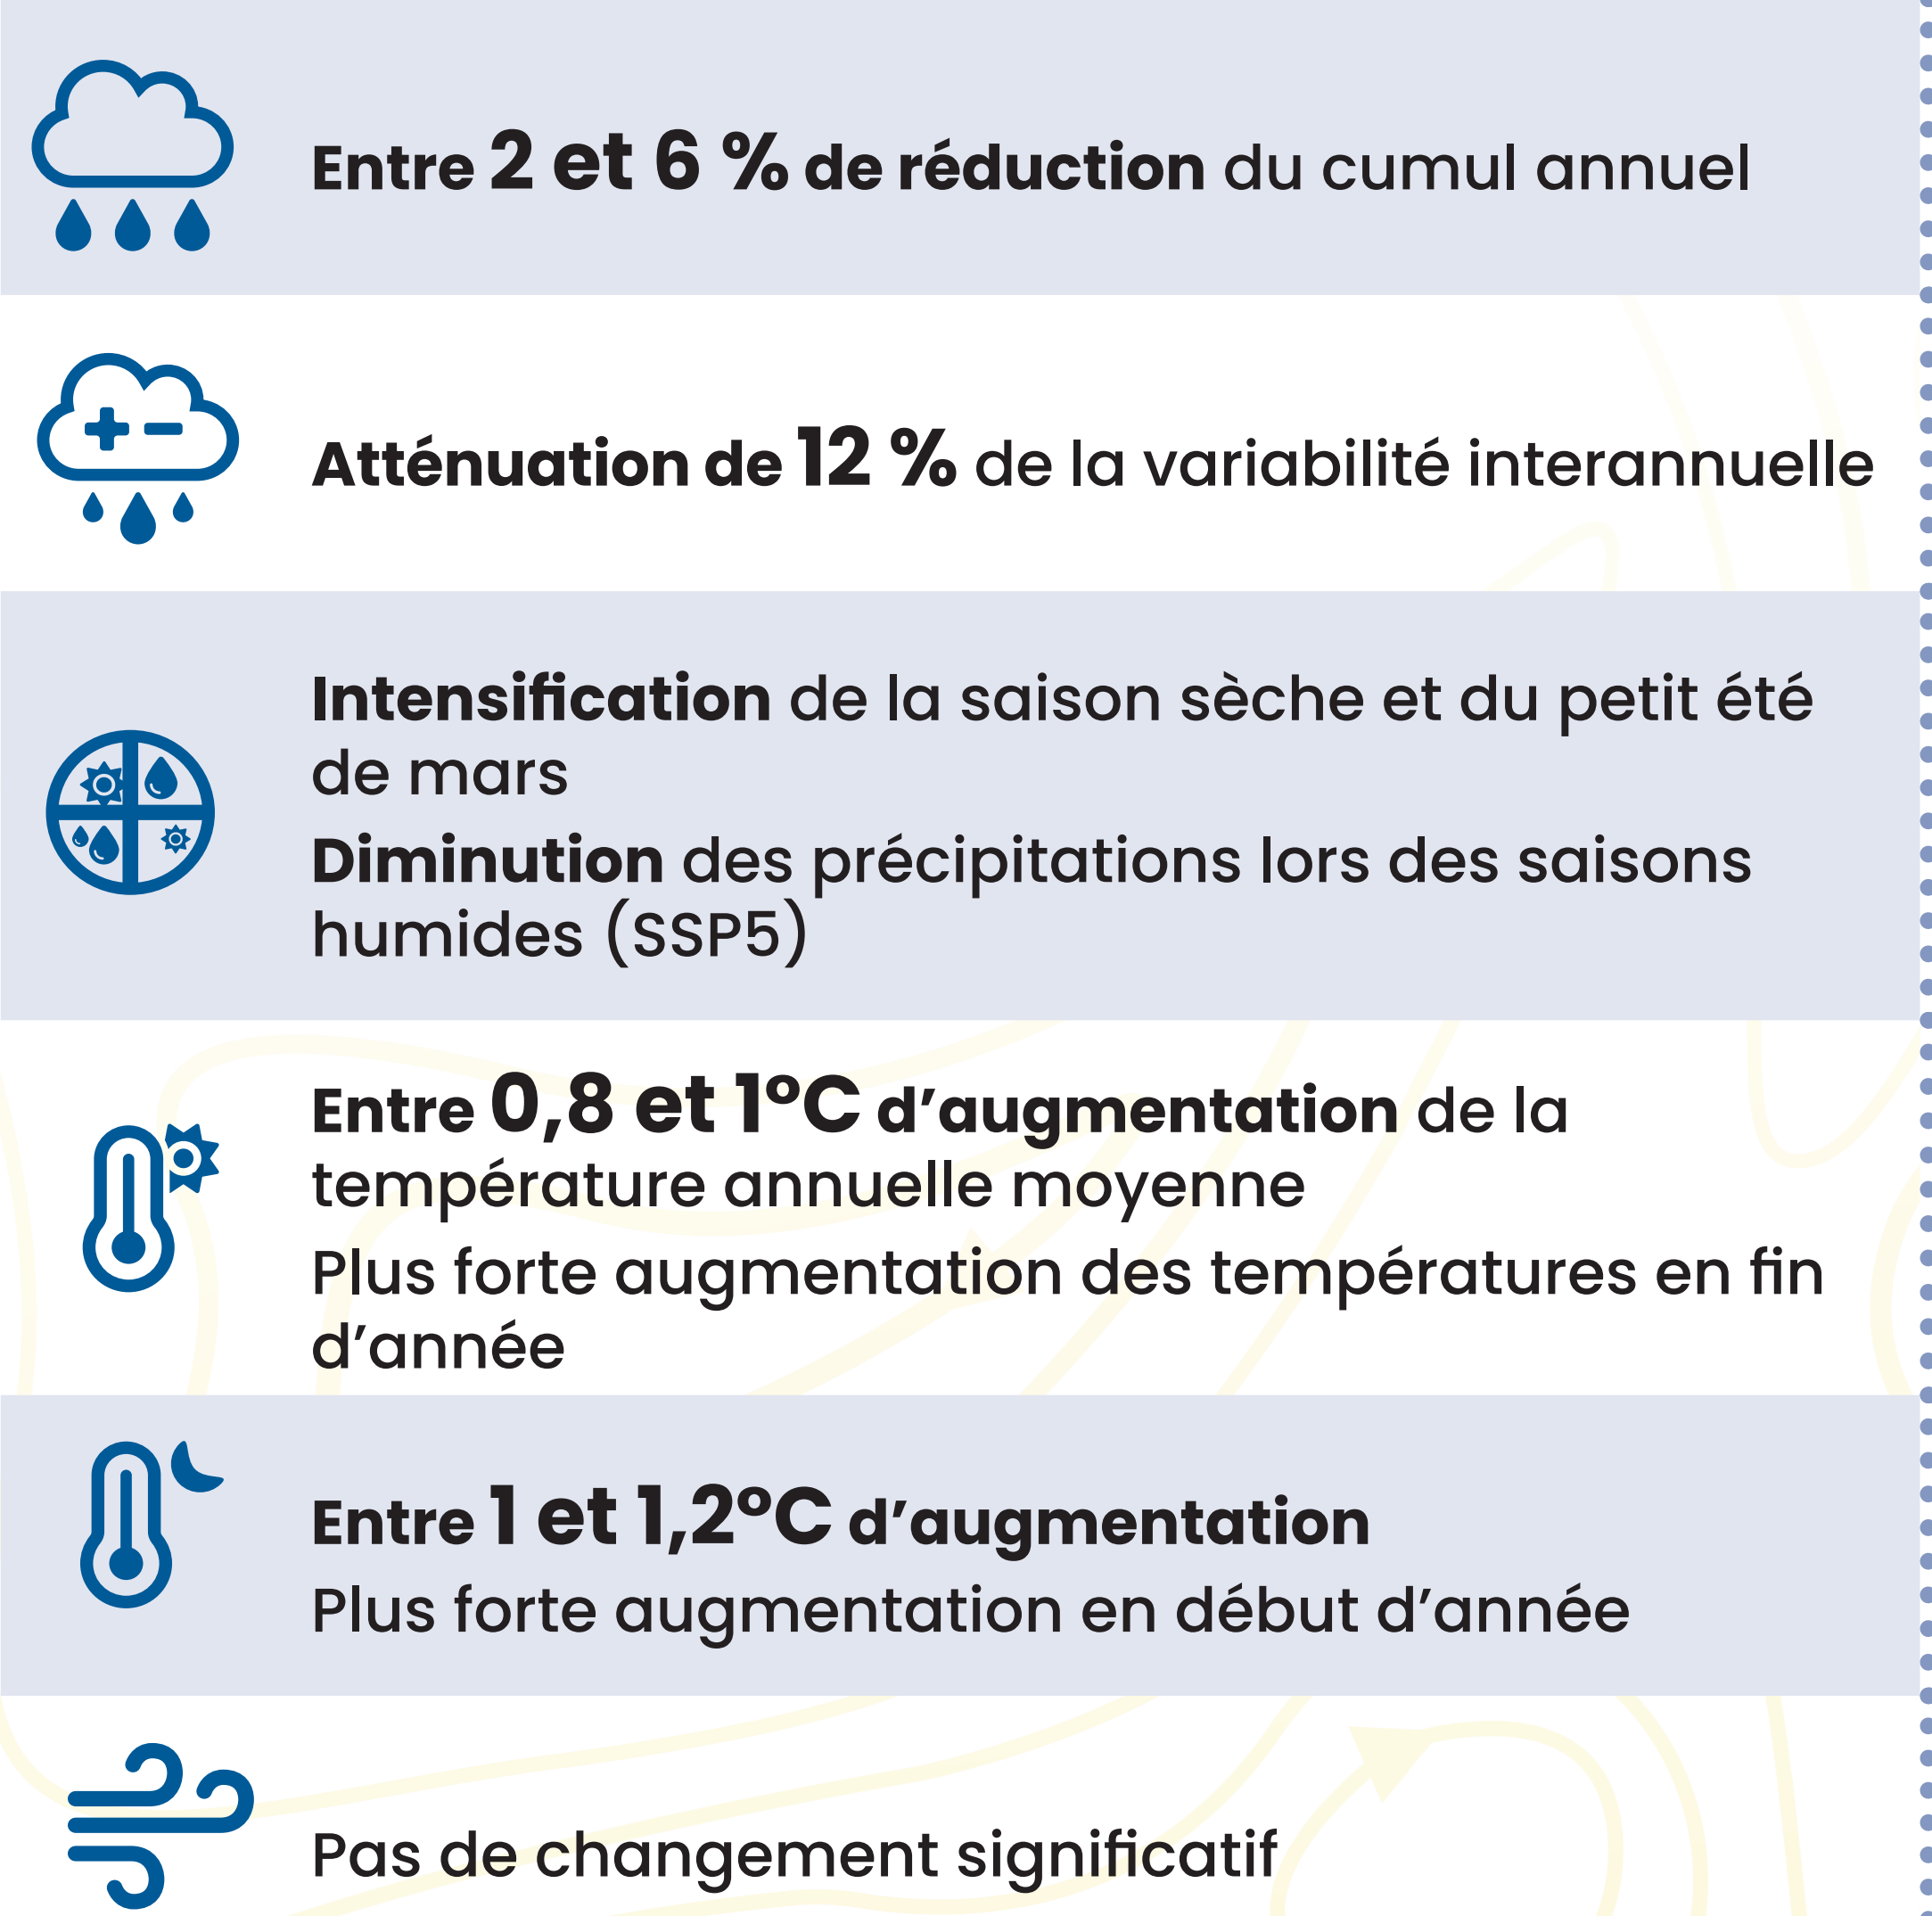 Entre 2 et 6 % de réduction du cumul annuel
Atténuation de 12 % de la variabilité interannuelle
Intensification de la saison sèche et du petit été
de mars
Diminution des précipitations lors des saisons
humides (SSP5)
Entre 0,8 et 1°C d’augmentation de la
température annuelle moyenne
Plus forte augmentation des températures en fin
d’année
Entre 1 et 1,2°C d’augmentation
Plus forte augmentation en début d’année
Pas de changement significatif